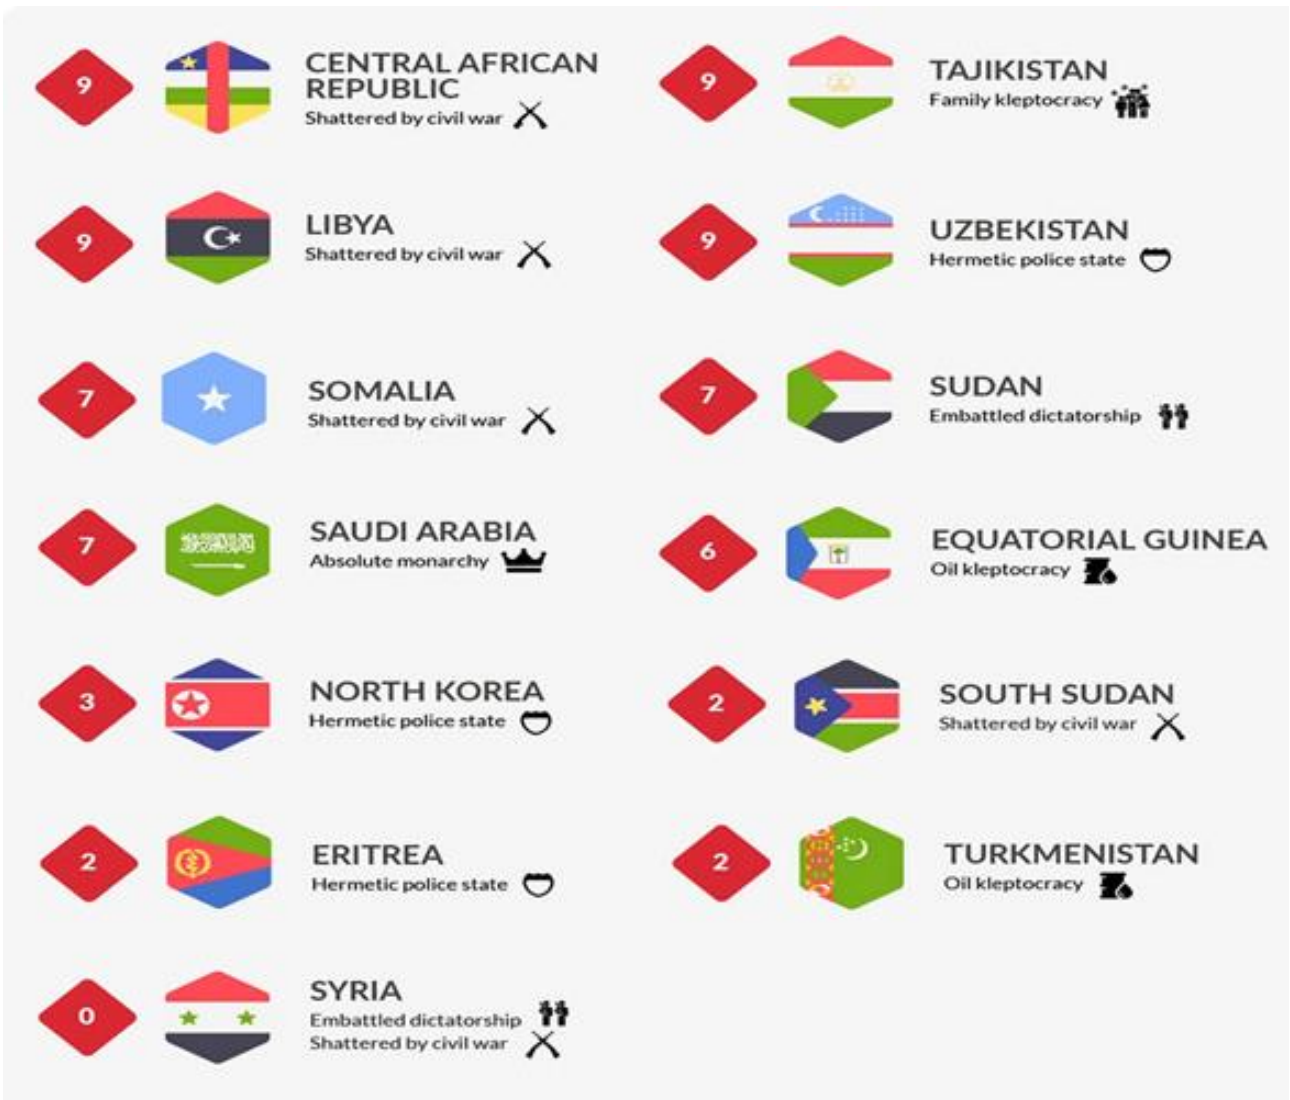 9
CENTRAL AFRICAN
REPUBLIC
Shattered by civil war
9
TAJIKISTAN
Family kleptocracy
9
LIBYA
Shattered by civil war
9
UZBEKISTAN
Hermetic police state
7
SOMALIA
Shattered by civil war
7
SUDAN
Embattled dictatorship
7
SAUDI ARABIA
Absolute monarchy
6
EQUATORIAL GUINEA
Oil kleptocracy
3
NORTH KOREA
Hermetic police state
2
SOUTH SUDAN
Shattered by civil war
2
ERITREA
Hermetic police state
2
TURKMENISTAN
Oil kleptocracy
0
SYRIA
Embattled dictatorship
Shattered by civil war